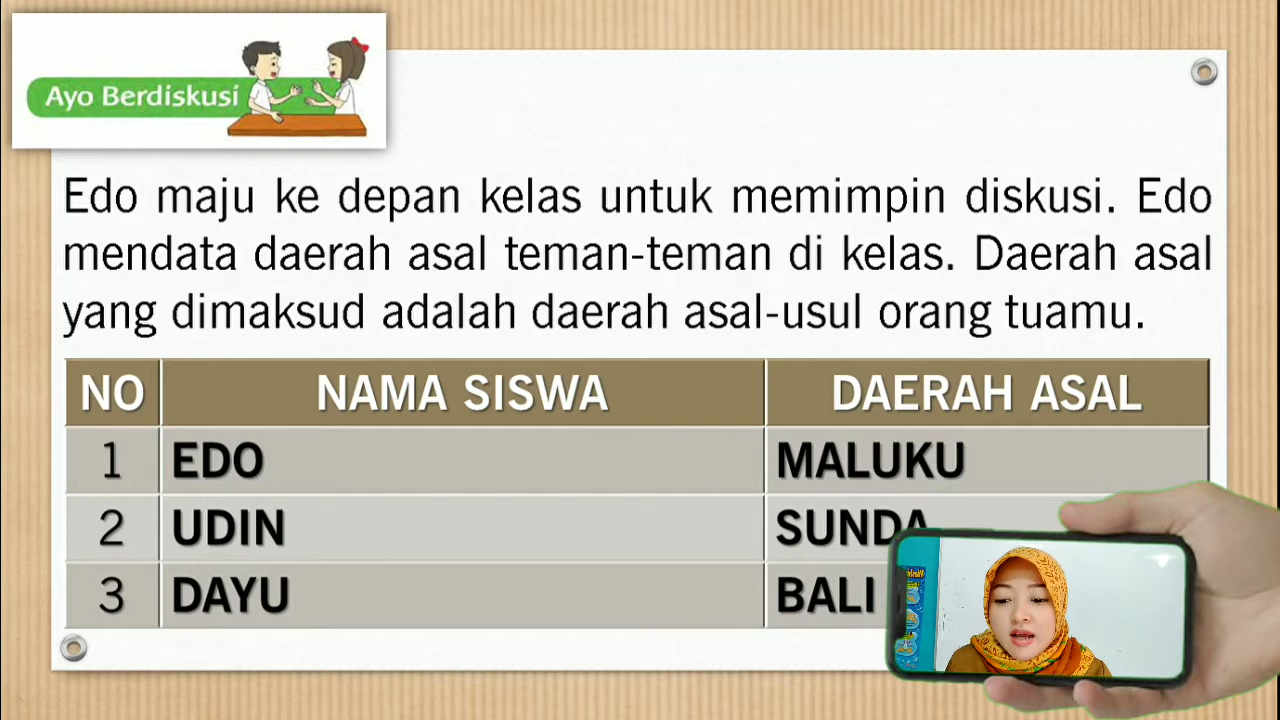 Ayo Berdiskusi
Edo maju ke depan kelas untuk memimpin diskusi. Edo
mendata daerah asal teman-teman di kelas. Daerah asal
yang dimaksud adalah daerah asal-usul orang tuamu.
NO NAMA SISWA DAERAH ASAL
1 EDO MALUKU
2 UDIN SUNDA
3 DAYU BALI